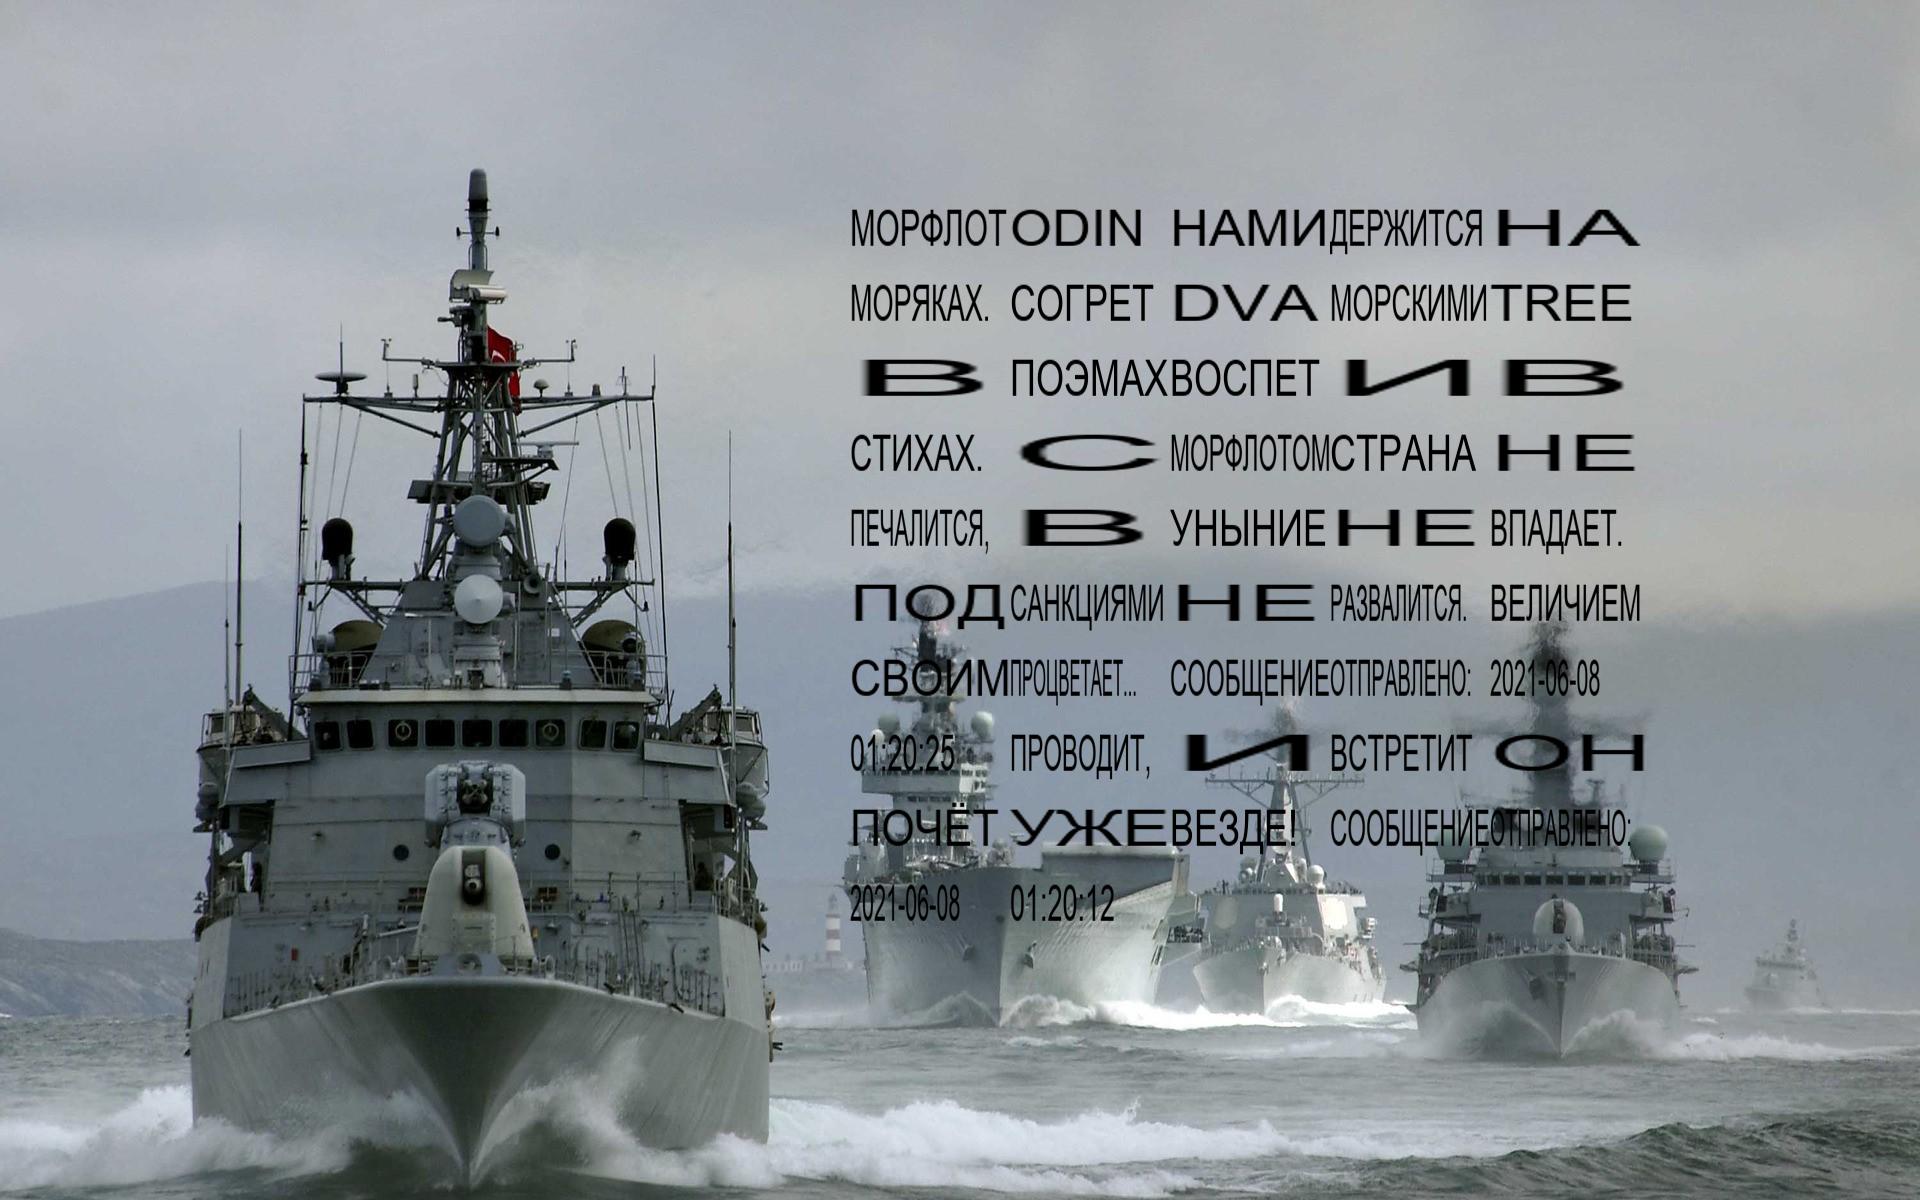 МОРФЛОТ ODIN НАМИ ДЕРЖИТСЯ НА
МОРЯКАХ. СОГРЕТ DVA МОРСКИМИ TREE
В ПОЭМАХ ВОСПЕТ И В
СТИХАХ. С МОРФЛОТОМ СТРАНА НЕ
ПЕЧАЛИТСЯ, В УНЫНИЕ НЕ ВПАДАЕТ.
ПОД САНКЦИЯМИ НЕ РАЗВАЛИТСЯ. ВЕЛИЧИЕМ
СВОИМ ПРОЦВЕТАЕТ... СООБЩЕНИЕ ОТПРАВЛЕНО: 2021-06-08
01:20:25 ПРОВОДИТ, И ВСТРЕТИТ ОН
ПОЧЁТ УЖЕ ВЕЗДЕ! СООБЩЕНИЕ ОТПРАВЛЕНО:
2021-06-08 01:20:12